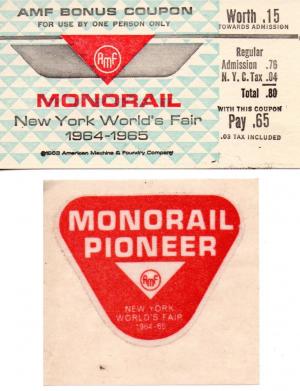 AMF BONUS COUPON
FOR USE BY ONE PERSON ONLY
AMF
MONORAIL
New York World's Fair
1964-1965
©1963 American Machine & Foundry Company
Worth .15
TOWARDS ADMISSION
Regular
Admission .76
N.Y.C. Tax .04
Total .80
WITH THIS COUPON
Pay .65
.03 TAX INCLUDED
MONORAIL
PIONEER
AMF
NEW YORK
WORLD'S FAIR
1964-65